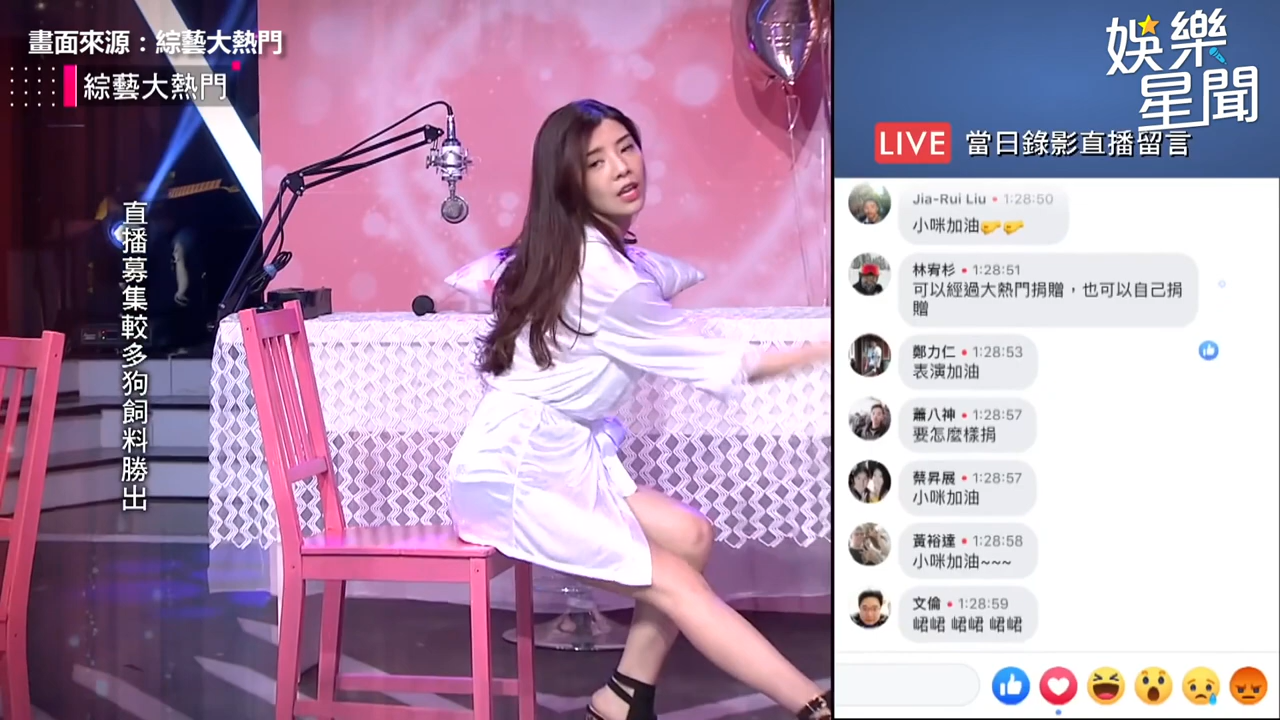 畫面來源：綜藝大熱門
綜藝大熱門
直播募集較多狗飼料勝出
娛樂
星聞
LIVE 當日錄影直播留言
Jia-Rui Liu • 1:28:50
小咪加油🤛🤛
林宥杉 • 1:28:51
可以經過大熱門捐贈，也可以自己捐
贈
鄭力仁 • 1:28:53
表演加油
蕭八神 • 1:28:57
要怎麼樣捐
蔡昇展 • 1:28:57
小咪加油
黃裕達 • 1:28:58
小咪加油~~~
文倫 • 1:28:59
峮峮 峮峮 峮峮